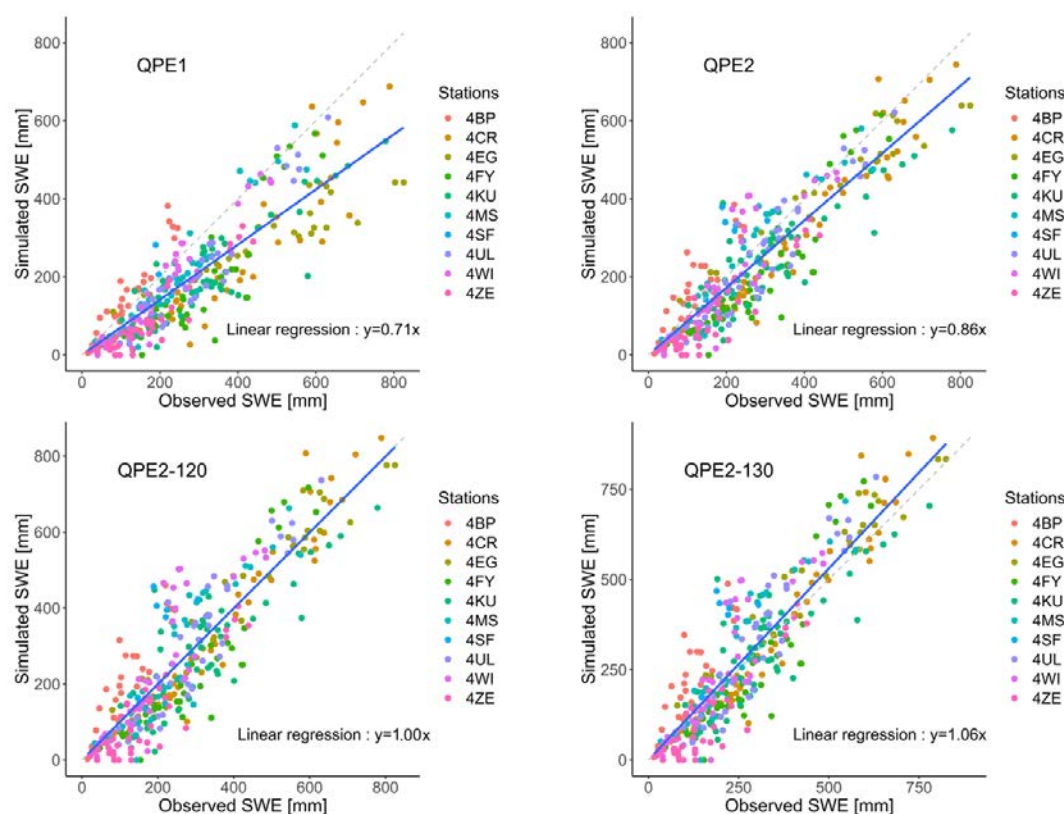 QPE1
800
600
400
200
0
Simulated SWE [mm]
0 200 400 600 800
Observed SWE [mm]
Linear regression : y=0.71x
Stations
4BP
4CR
4EG
4FY
4KU
4MS
4SF
4UL
4WI
4ZE
QPE2
800
600
400
200
0
Simulated SWE [mm]
0 200 400 600 800
Observed SWE [mm]
Linear regression : y=0.86x
Stations
4BP
4CR
4EG
4FY
4KU
4MS
4SF
4UL
4WI
4ZE
QPE2-120
800
600
400
200
0
Simulated SWE [mm]
0 200 400 600 800
Observed SWE [mm]
Linear regression : y=1.00x
Stations
4BP
4CR
4EG
4FY
4KU
4MS
4SF
4UL
4WI
4ZE
QPE2-130
750
500
250
0
Simulated SWE [mm]
0 250 500 750
Observed SWE [mm]
Linear regression : y=1.06x
Stations
4BP
4CR
4EG
4FY
4KU
4MS
4SF
4UL
4WI
4ZE